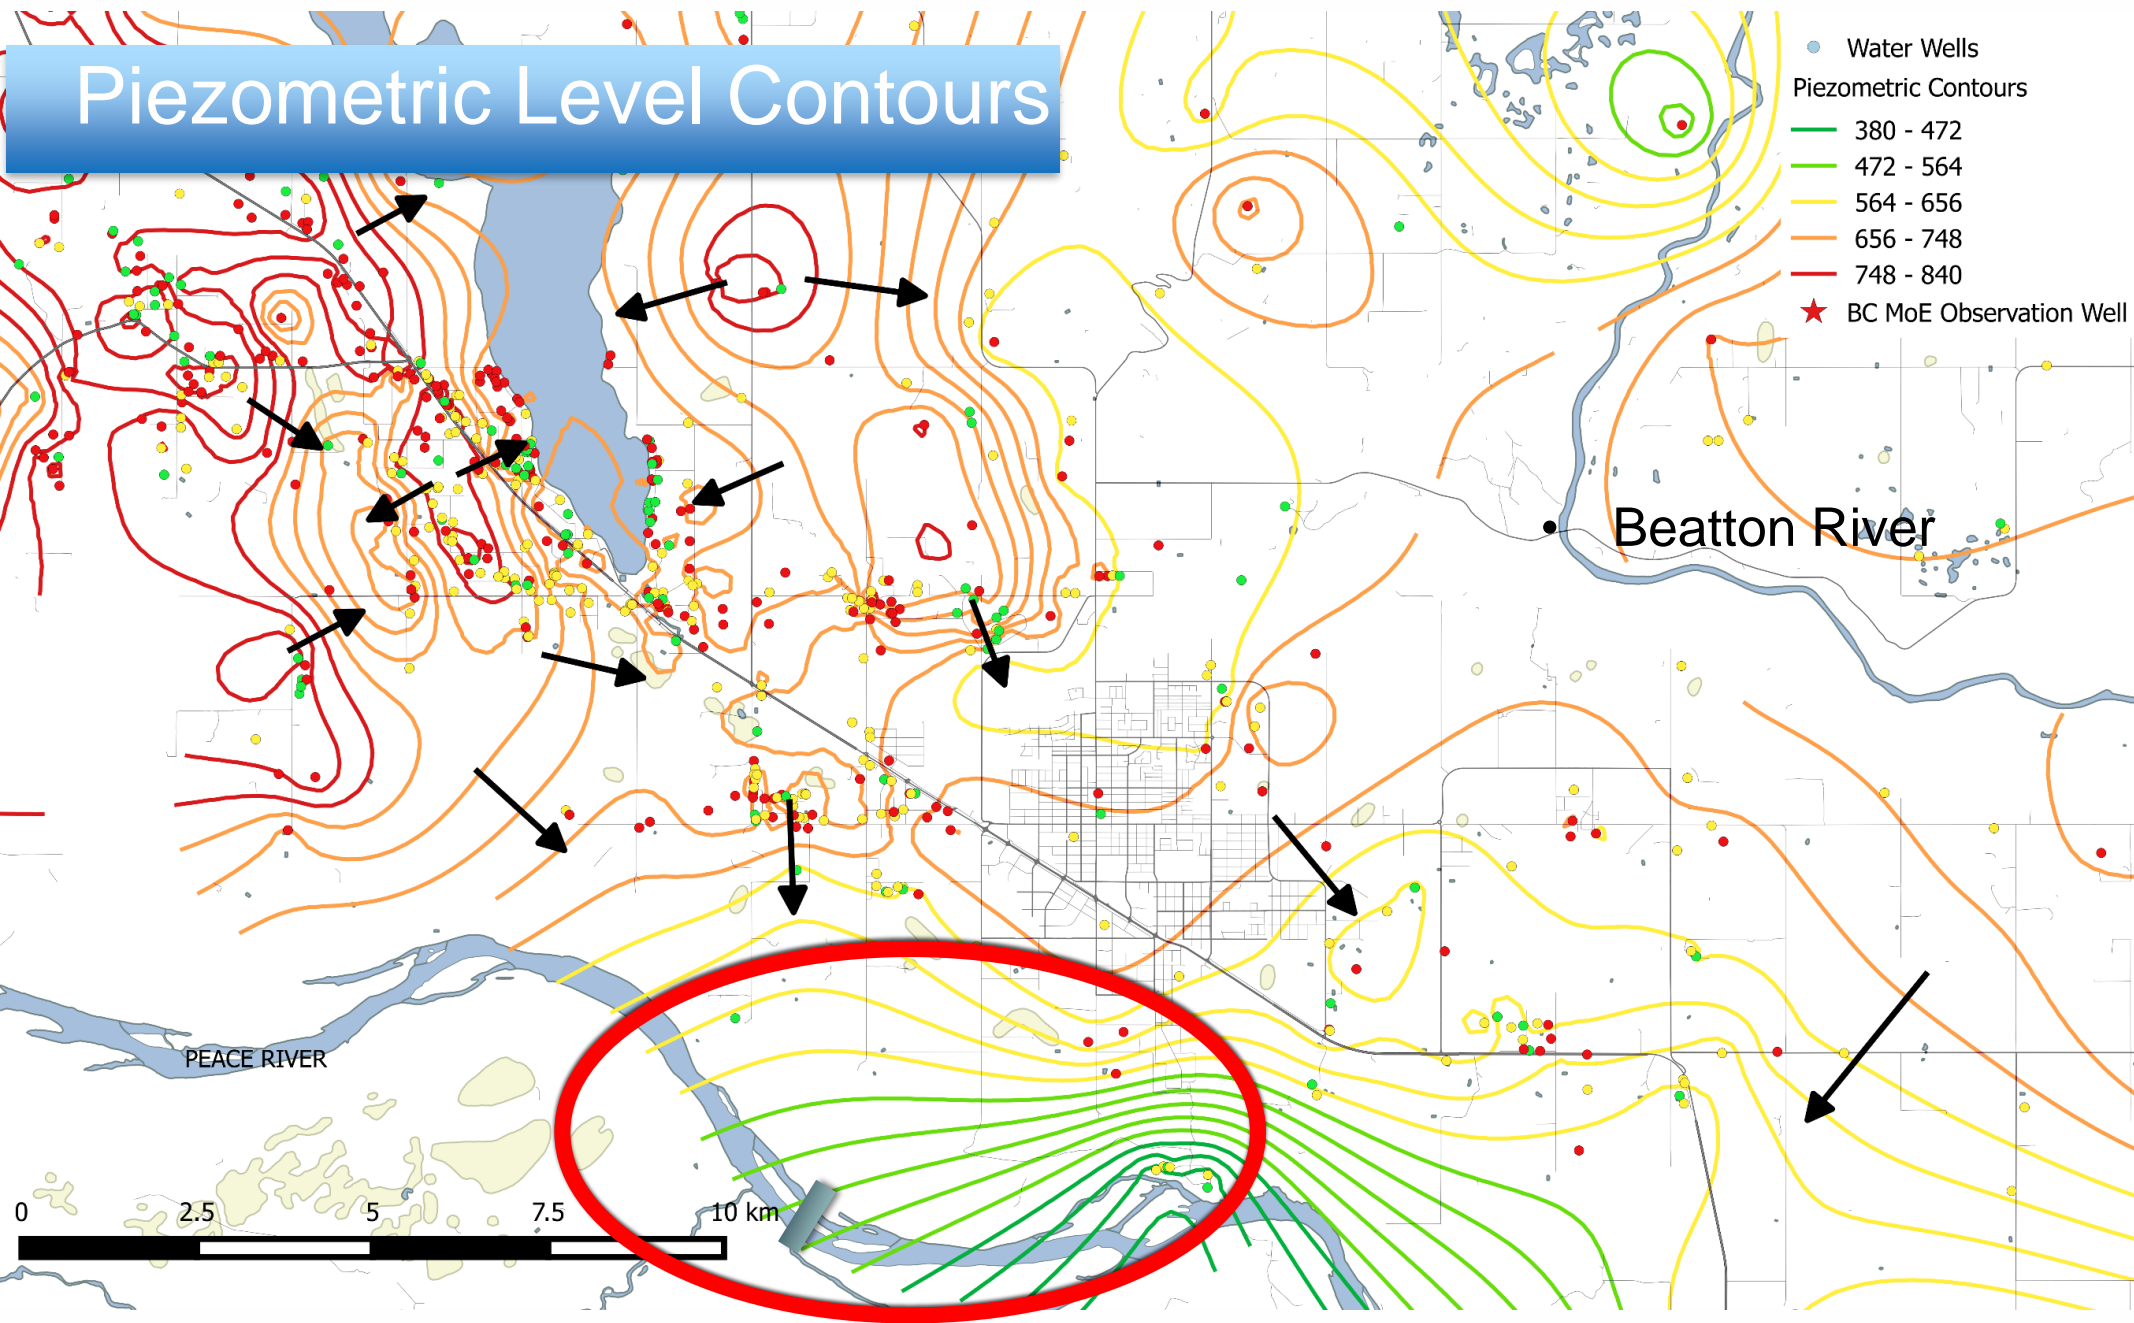 Piezometric Level Contours
Water Wells
Piezometric Contours
380 - 472
472 - 564
564 - 656
656 - 748
748 - 840
BC MoE Observation Well
Beatton River
PEACE RIVER
0 2.5 5 7.5 10 km